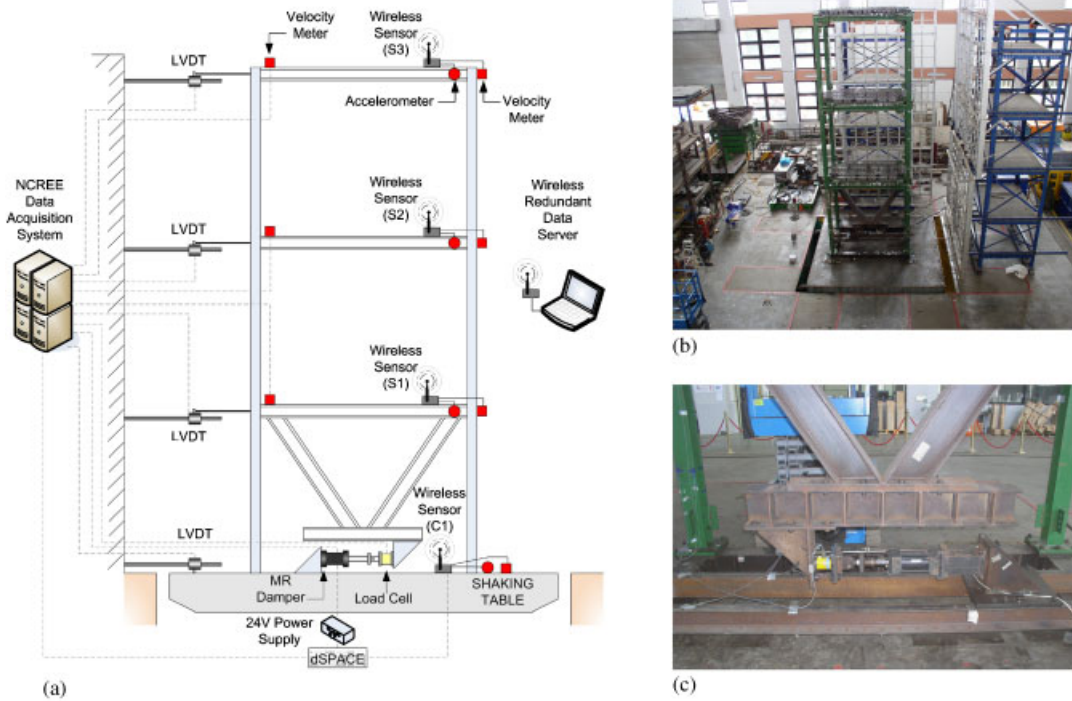 Velocity
Meter
Wireless
Sensor
(S3)
LVDT
Accelerometer
Velocity
Meter
NCREE
Data
Acquisition
System
LVDT
Wireless
Sensor
(S2)
Wireless
Redundant
Data
Server
Wireless
Sensor
(S1)
LVDT
Wireless
Sensor
(C1)
LVDT
MR
Damper
Load Cell
SHAKING
TABLE
24V Power
Supply
dSPACE
(a)
(b)
(c)